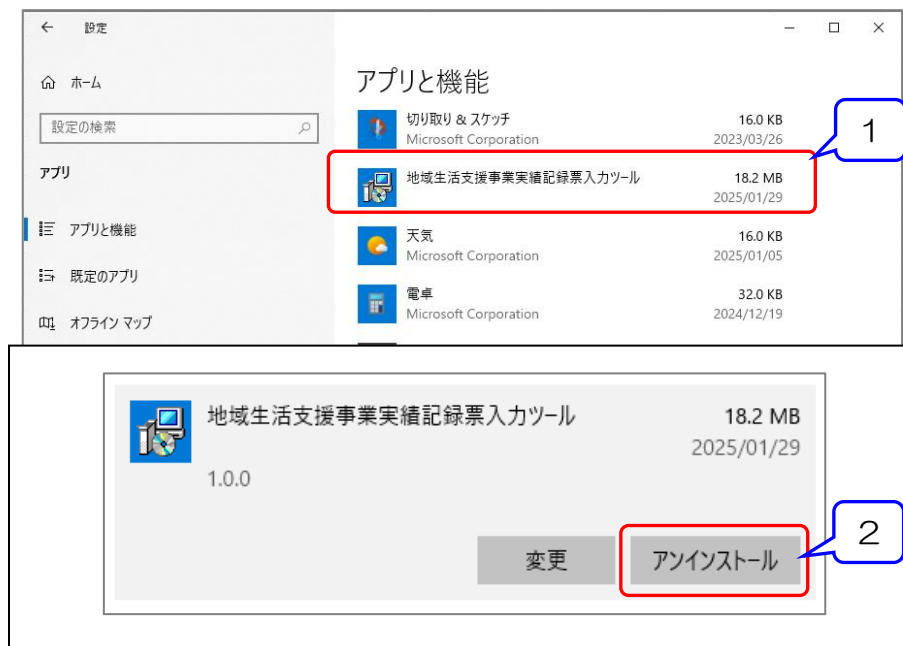 設定
ホーム
設定の検索
アプリ
アプリと機能
既定のアプリ
オフライン マップ
アプリと機能
切り取り & スケッチ 16.0 KB
Microsoft Corporation 2023/03/26
1
地域生活支援事業実績記録票入力ツール 18.2 MB
2025/01/29
天気 16.0 KB
Microsoft Corporation 2025/01/05
電卓 32.0 KB
Microsoft Corporation 2024/12/19
地域生活支援事業実績記録票入力ツール 18.2 MB
2025/01/29
1.0.0
変更 アンインストール
2